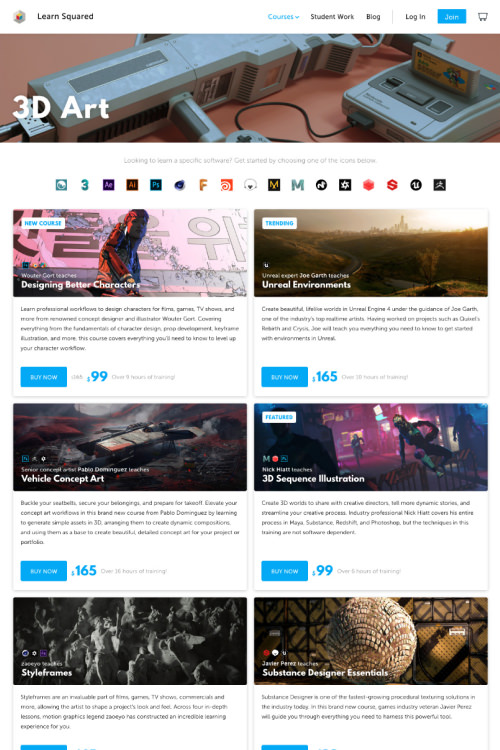 Learn Squared
Courses
Student Work
Blog
Log In
Join
3D Art
Looking to learn a specific software? Get started by choosing one of the icons below.
3
Ae
Ai
Ps
NEW COURSE
Wouter Gort teaches
Designing Better Characters
Learn professional workflows to design characters for films, games, TV shows, and
more from renowned concept designer and illustrator Wouter Gort. Covering
everything from the fundamentals of character design, prop development, keyframe
illustration, and more, this course covers everything you'll need to know to level up
your character workflow.
BUY NOW
165
$99
Over 9 hours of training!
TRENDING
Unreal expert Joe Garth teaches
Unreal Environments
Create beautiful, lifelike worlds in Unreal Engine 4 under the guidance of Joe Garth,
one of the industry's top realtime artists. Having worked on projects such as Quixel's
Rebirth and Crysis, Joe will teach you everything you need to know to get started
with environments in Unreal.
BUY NOW
$165
Over 10 hours of training!
Senior concept artist Pablo Dominguez teaches
Vehicle Concept Art
Buckle your seatbelts, secure your belongings, and prepare for takeoff. Elevate your
concept art workflows in this brand new course from Pablo Dominguez by learning
to generate simple assets in 3D, arranging them to create dynamic compositions,
and using them as a base to create beautiful, detailed concept art for your project or
portfolio.
BUY NOW
$165
Over 16 hours of training!
FEATURED
Nick Hiatt teaches
3D Sequence Illustration
Create 3D worlds to share with creative directors, tell more dynamic stories, and
streamline your creative process. Industry professional Nick Hiatt covers his entire
process in Maya, Substance, Redshift, and Photoshop, but the techniques in this
training are not software dependent.
BUY NOW
$99
Over 6 hours of training!
zaoeyo teaches
Styleframes
Styleframes are an invaluable part of films, games, TV shows, commercials and
more, allowing the artist to shape a project's look and feel. Across four in-depth
lessons, motion graphics legend zaoeyo has constructed an incredible learning
experience for you.
Javier Perez teaches
Substance Designer Essentials
Substance Designer is one of the fastest-growing procedural texturing solutions in
the industry today. In this brand new course, games industry veteran Javier Perez
will guide you through everything you need to harness this powerful tool.